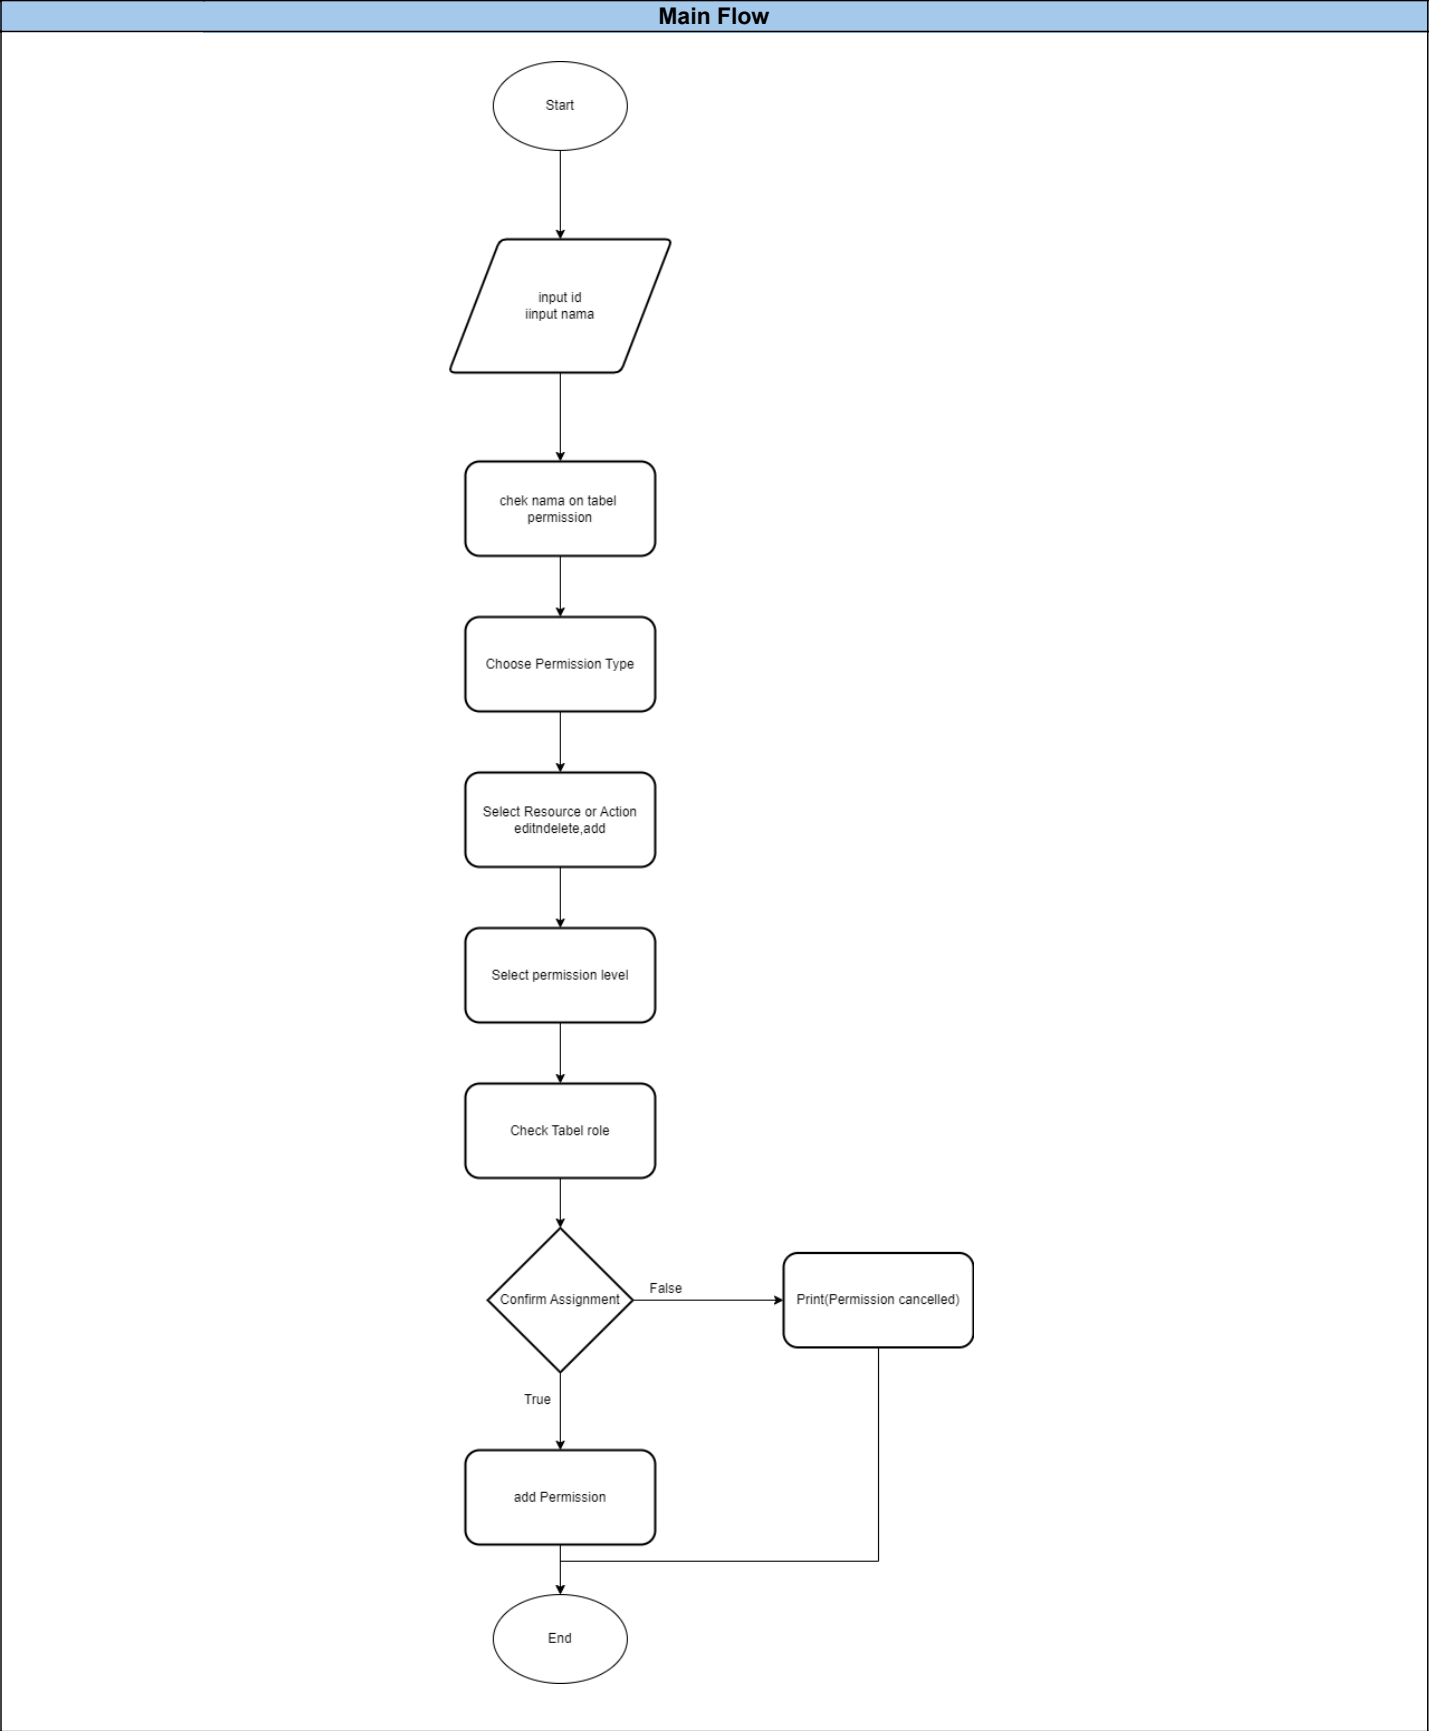 Main Flow
Start
input id
iinput nama
chek nama on tabel
permission
Choose Permission Type
Select Resource or Action
editndelete,add
Select permission level
Check Tabel role
Confirm Assignment
False
Print(Permission cancelled)
True
add Permission
End